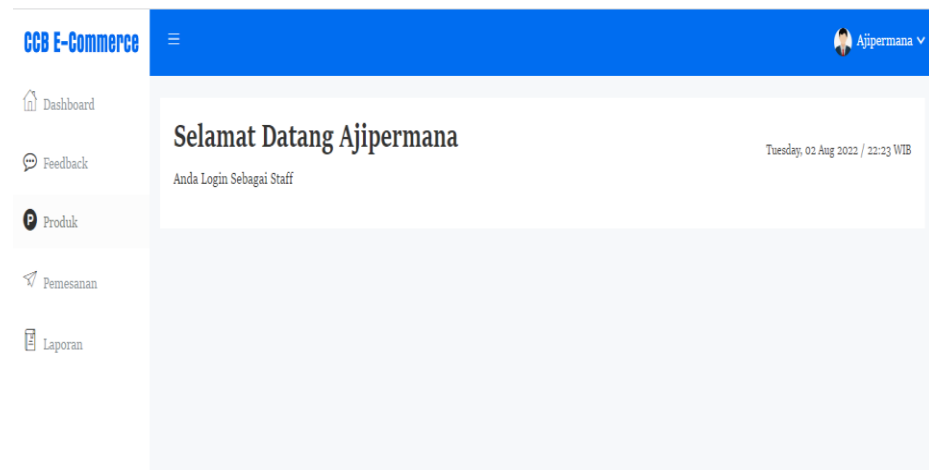 CCB E-Commerce
Ajipermana
Dashboard
Feedback
Produk
Pemesanan
Laporan
Selamat Datang Ajipermana
Anda Login Sebagai Staff
Tuesday, 02 Aug 2022 / 22:23 WIB